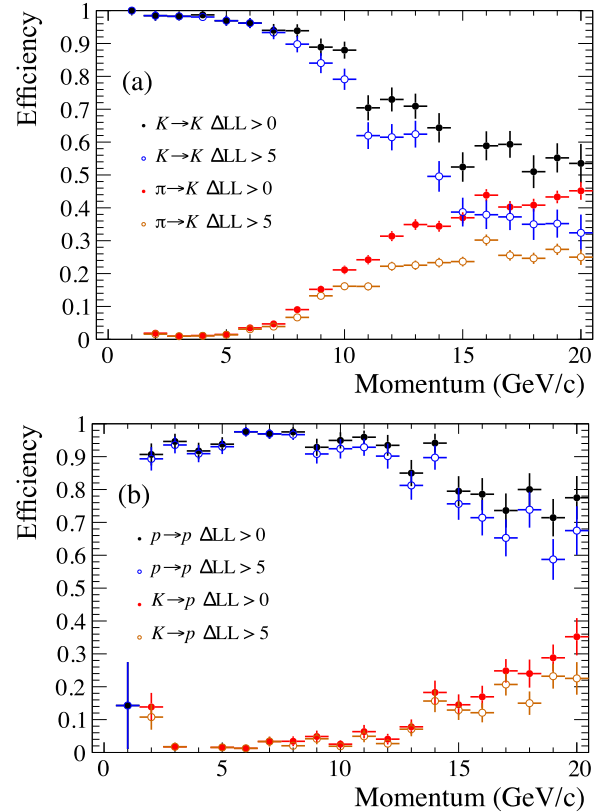 Efficiency
1
0.9
0.8
0.7
0.6
0.5
0.4
0.3
0.2
0.1
0
(a)
K→K ΔLL > 0
K→K ΔLL > 5
π→K ΔLL > 0
π→K ΔLL > 5
0 5 10 15 20
Momentum (GeV/c)
Efficiency
1
0.9
0.8
0.7
0.6
0.5
0.4
0.3
0.2
0.1
0
(b)
p→p ΔLL > 0
p→p ΔLL > 5
K→p ΔLL > 0
K→p ΔLL > 5
0 5 10 15 20
Momentum (GeV/c)